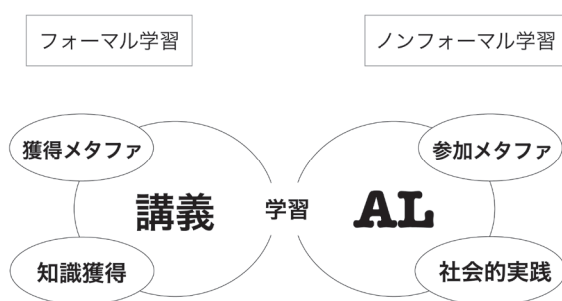 フォーマル学習
ノンフォーマル学習
獲得メタファ
参加メタファ
講義
学習
AL
知識獲得
社会的実践